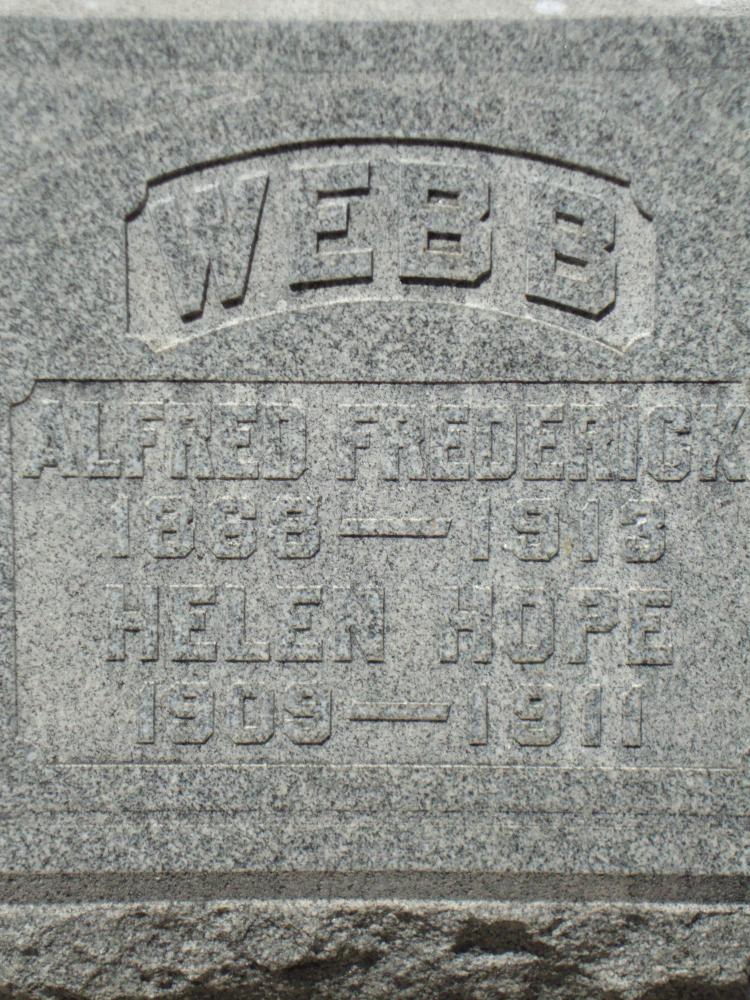 WEBB
ALFRED FREDERICK
1868 — 1913
HELEN HOPE
1909 — 1911